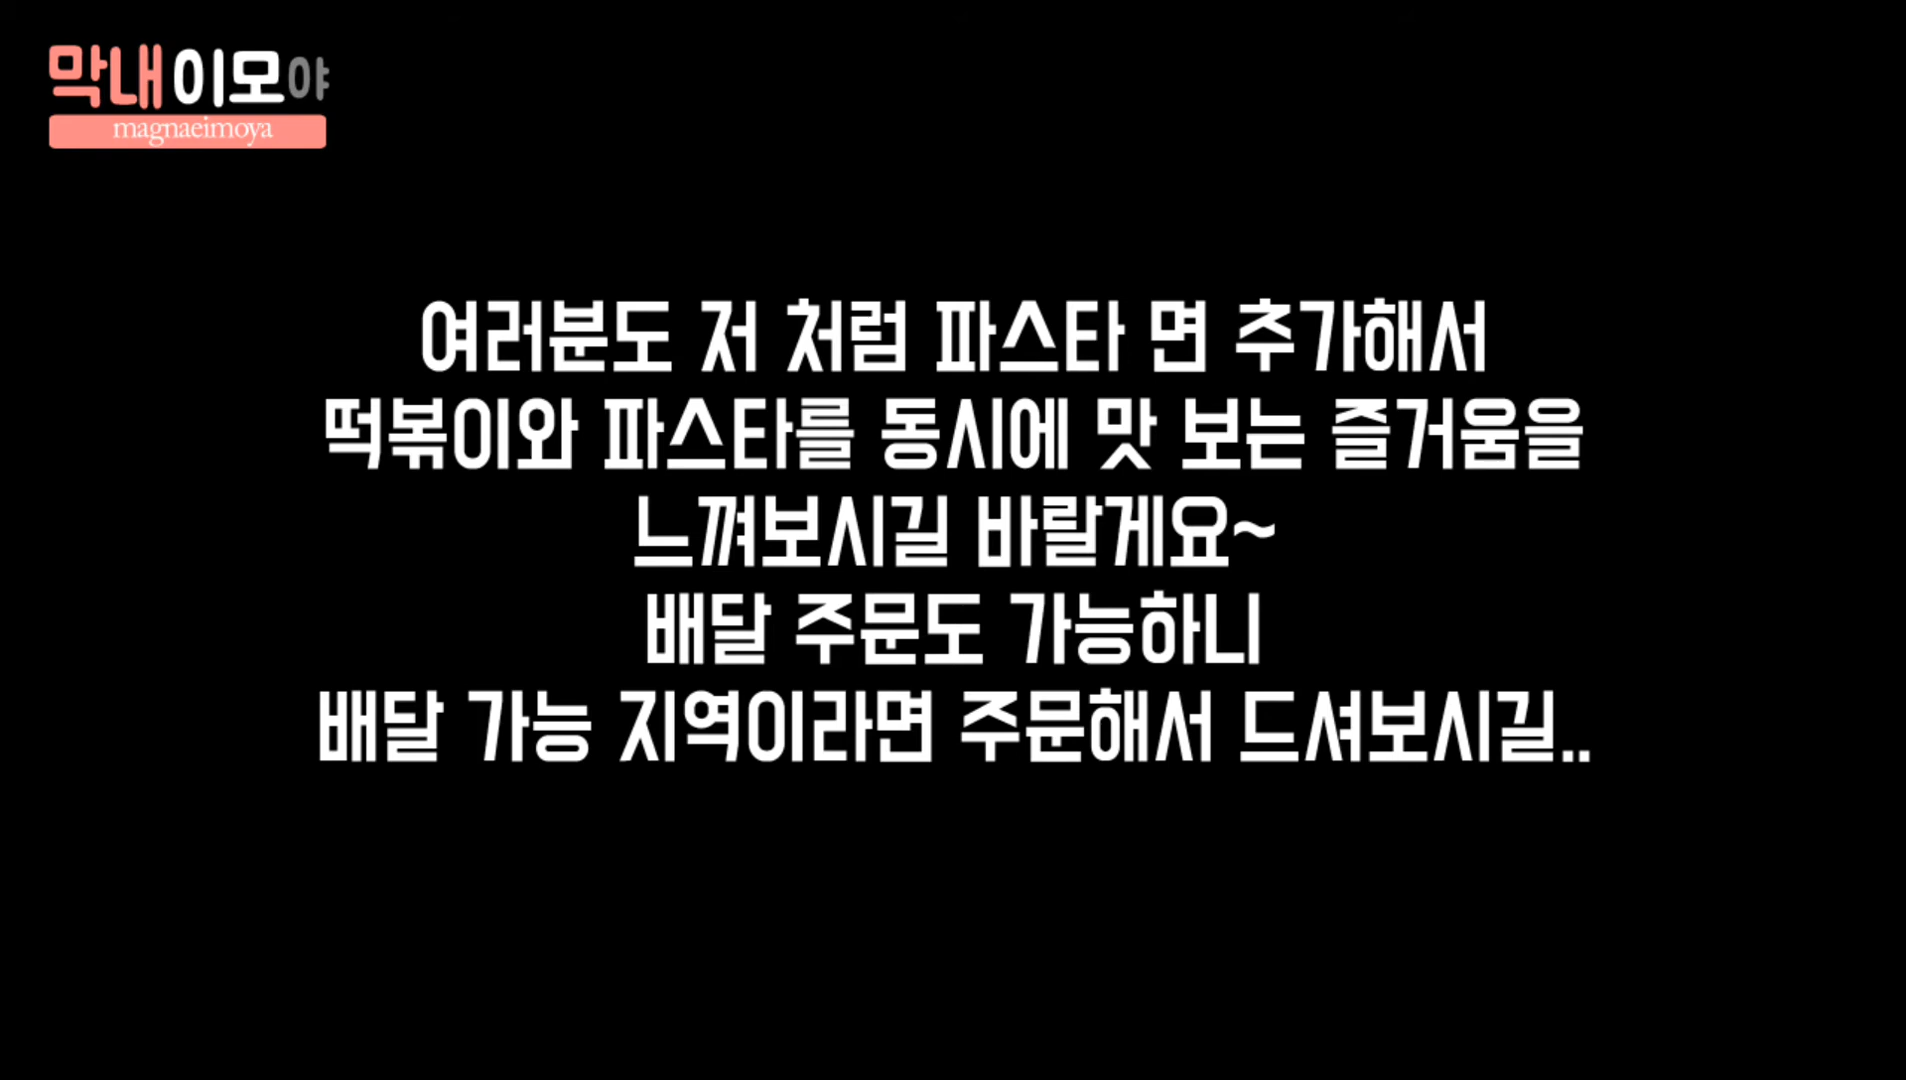 막내이모야
magnaeimoya
여러분도 저 처럼 파스타 면 추가해서
떡볶이와 파스타를 동시에 맛 보는 즐거움을
느껴보시길 바랄게요~
배달 주문도 가능하니
배달 가능 지역이라면 주문해서 드셔보시길..